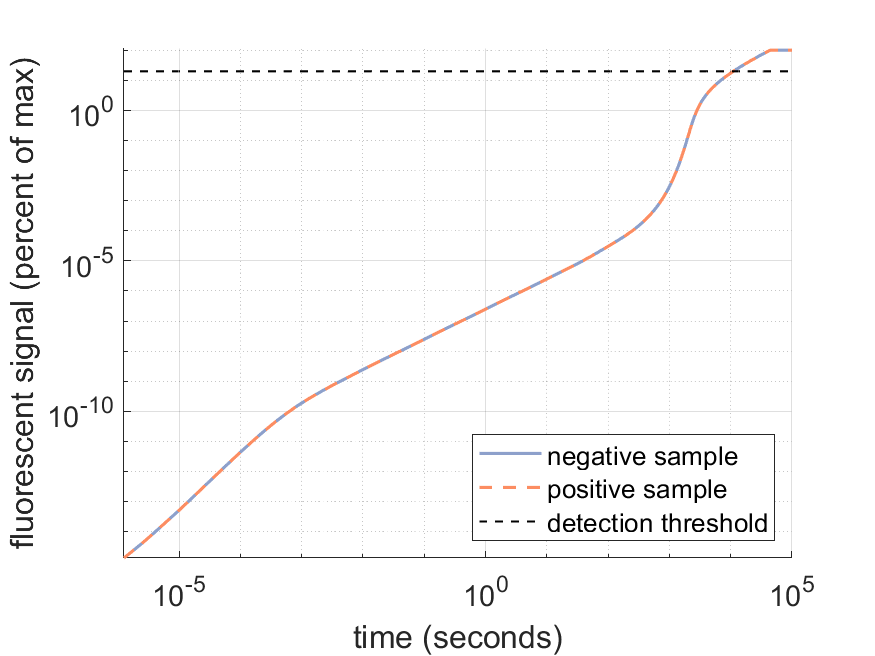 fluorescent signal (percent of max)
10^0
10^-5
10^-10
negative sample
positive sample
detection threshold
10^-5
10^0
10^5
time (seconds)